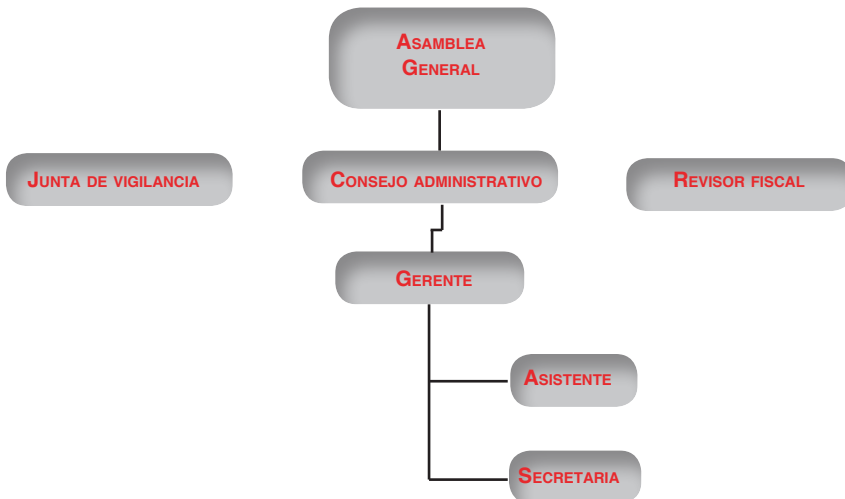 Asamblea
General
Junta de vigilancia
Consejo administrativo
Revisor fiscal
Gerente
Asistente
Secretaria